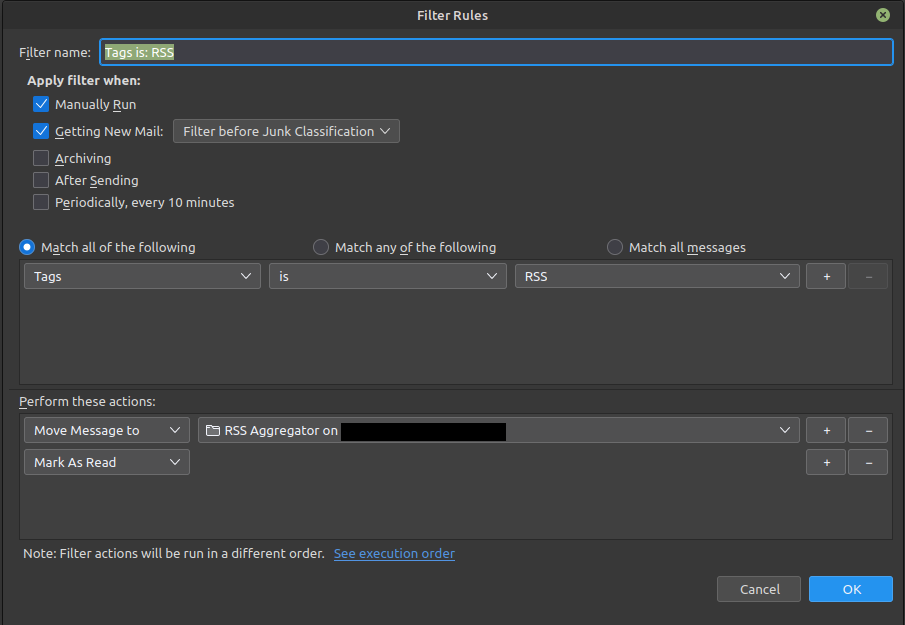 Filter Rules
Filter name: Tags is: RSS
Apply filter when:
Manually Run
Getting New Mail: Filter before Junk Classification
Archiving
After Sending
Periodically, every 10 minutes
Match all of the following Match any of the following Match all messages
Tags is RSS + −
Perform these actions:
Move Message to RSS Aggregator on + −
Mark As Read + −
Note: Filter actions will be run in a different order. See execution order
Cancel OK